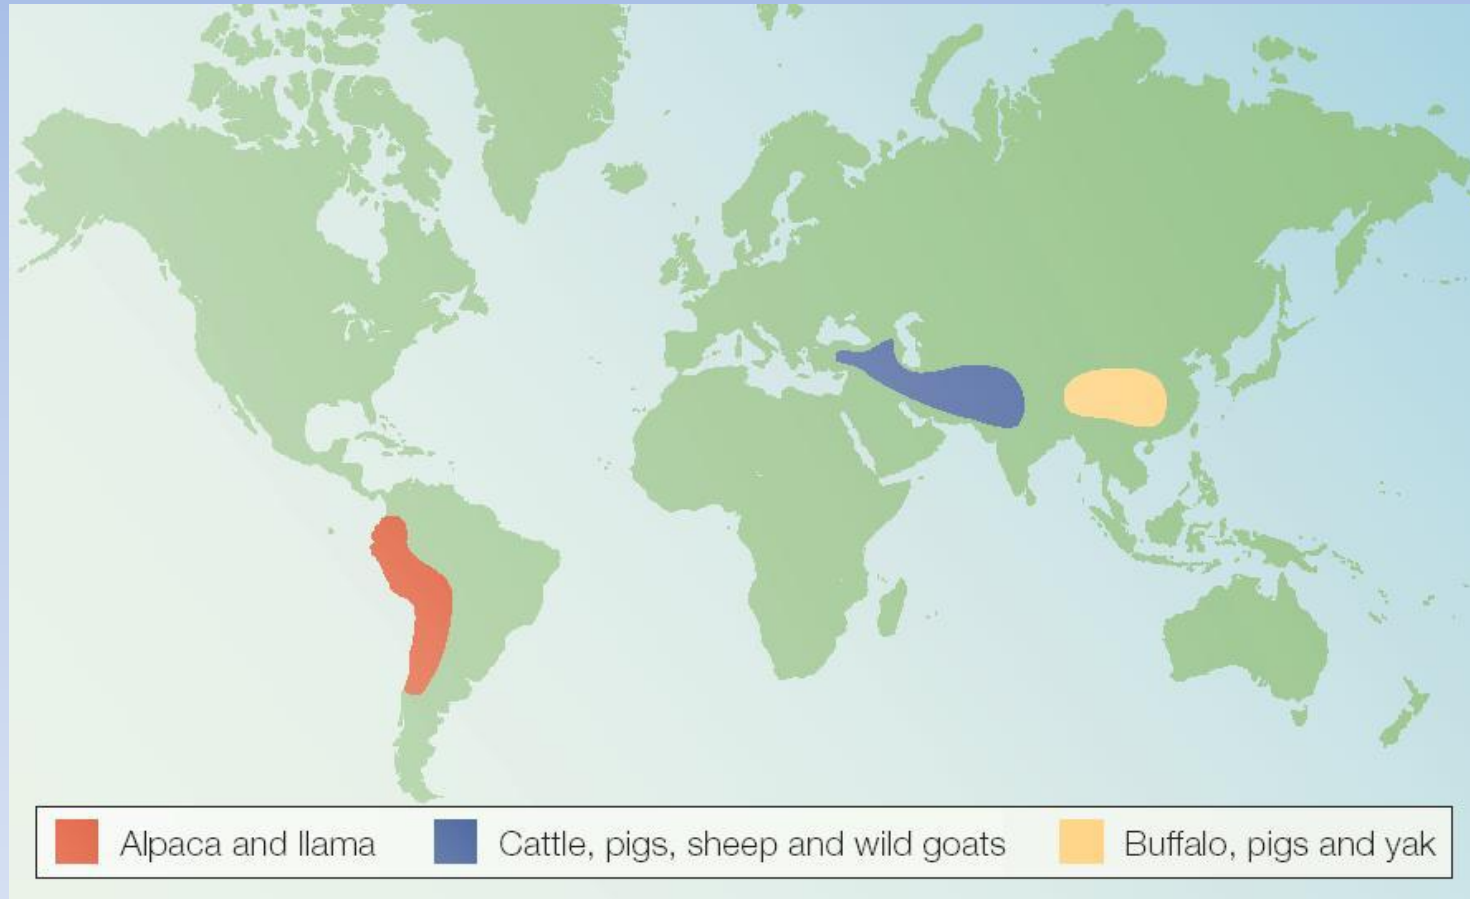 Alpaca and llama
Cattle, pigs, sheep and wild goats
Buffalo, pigs and yak